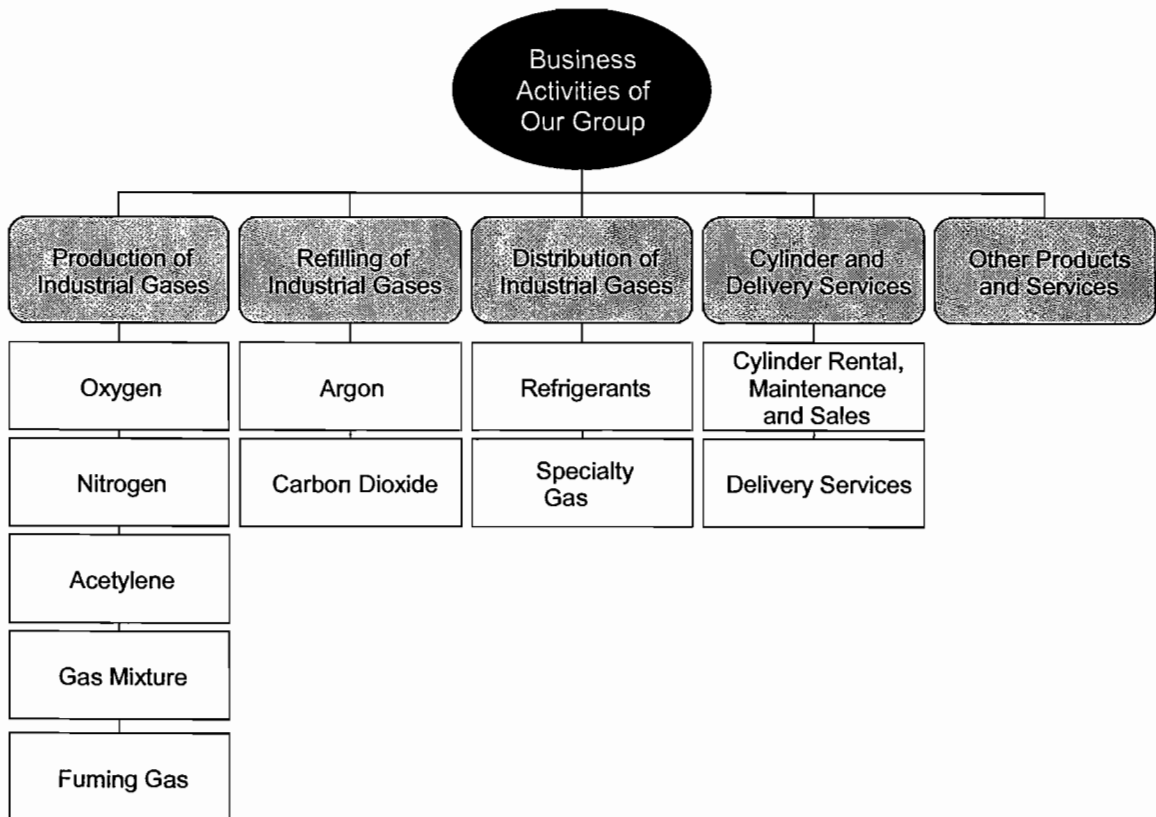 Business
Activities of
Our Group
Production of
Industrial Gases
Refilling of
Industrial Gases
Distribution of
Industrial Gases
Cylinder and
Delivery Services
Other Products
and Services
Oxygen
Nitrogen
Acetylene
Gas Mixture
Fuming Gas
Argon
Carbon Dioxide
Refrigerants
Specialty
Gas
Cylinder Rental,
Maintenance
and Sales
Delivery Services